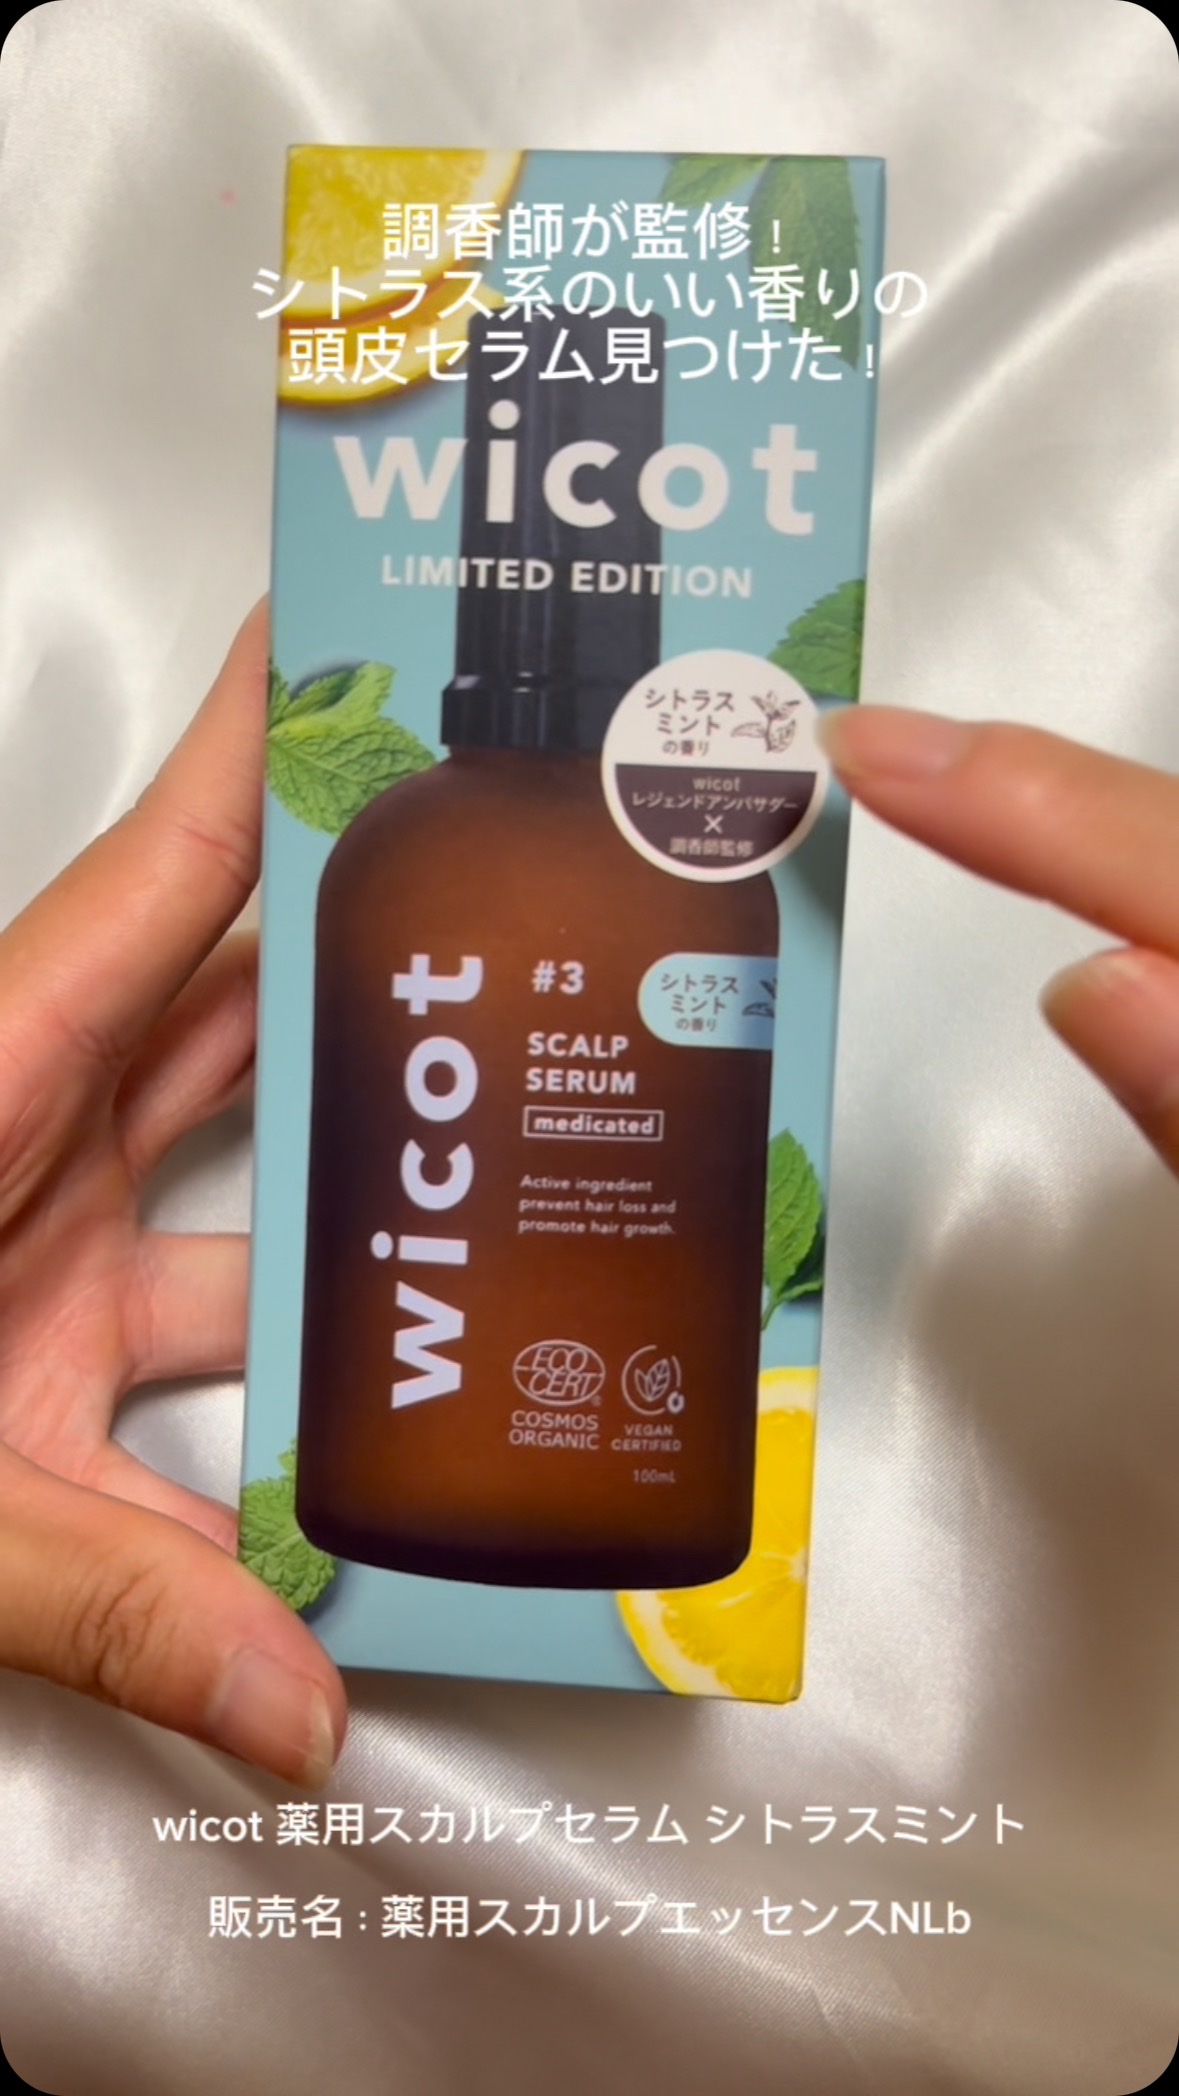 調香師が監修！
シトラス系のいい香りの
頭皮セラム見つけた！
wicot
LIMITED EDITION
シトラス
ミント
の香り
wicot
レジェンドアンバサダー
×
調香師監修
wicot
#3
シトラス
ミント
の香り
SCALP
SERUM
medicated
Active ingredient
prevent hair loss and
promote hair growth.
ECO
CERT®
COSMOS
ORGANIC
VEGAN
CERTIFIED
100mL
wicot 薬用スカルプセラム シトラスミント
販売名：薬用スカルプエッセンスNLb